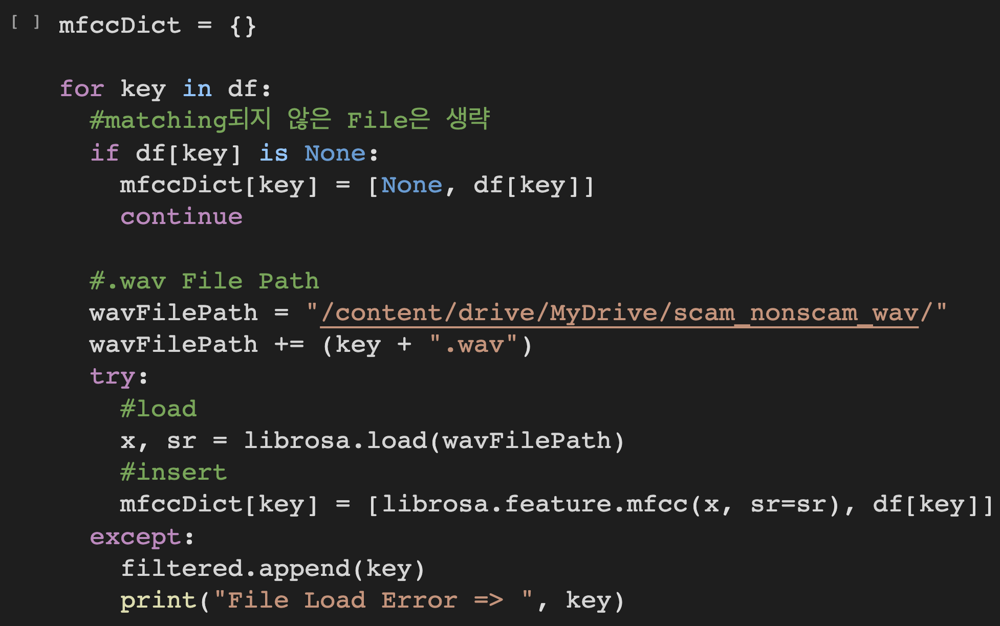 [ ] mfccDict = {}
for key in df:
#matching되지 않은 File은 생략
if df[key] is None:
mfccDict[key] = [None, df[key]]
continue
#.wav File Path
wavFilePath = "/content/drive/MyDrive/scam_nonscam_wav/"
wavFilePath += (key + ".wav")
try:
#load
x, sr = librosa.load(wavFilePath)
#insert
mfccDict[key] = [librosa.feature.mfcc(x, sr=sr), df[key]]
except:
filtered.append(key)
print("File Load Error => ", key)